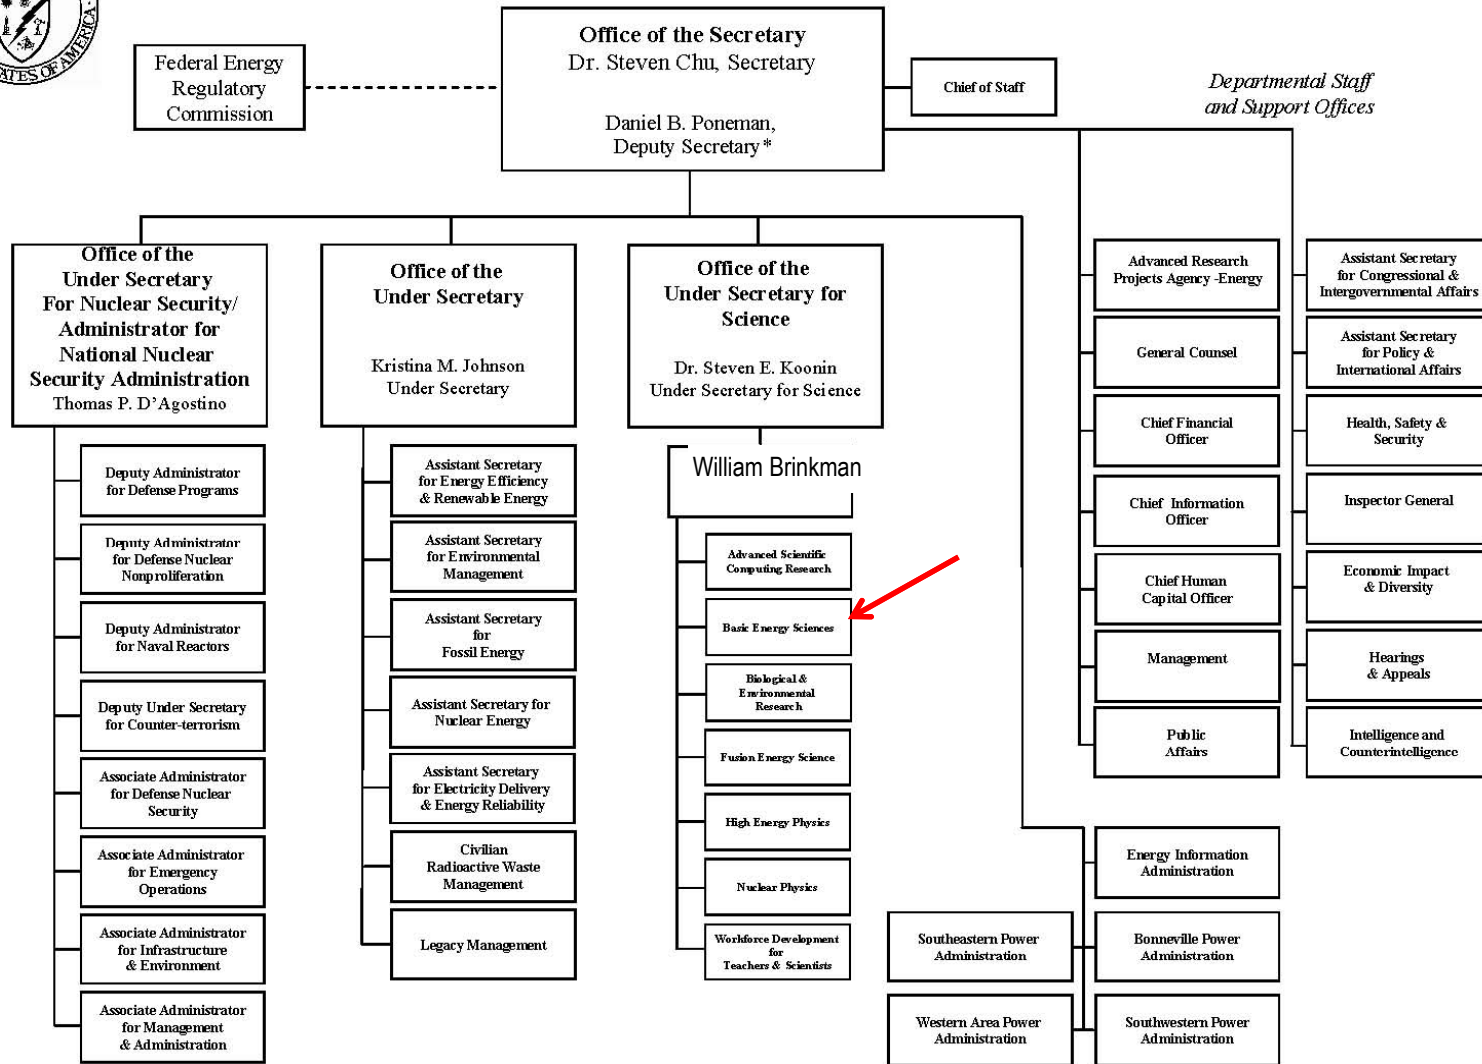 STATES OF AMERICA
Federal Energy
Regulatory
Commission
Office of the Secretary
Dr. Steven Chu, Secretary
Daniel B. Poneman,
Deputy Secretary*
Chief of Staff
Departmental Staff
and Support Offices
Office of the
Under Secretary
For Nuclear Security/
Administrator for
National Nuclear
Security Administration
Thomas P. D'Agostino
Deputy Administrator
for Defense Programs
Deputy Administrator
for Defense Nuclear
Nonproliferation
Deputy Administrator
for Naval Reactors
Deputy Under Secretary
for Counter-terrorism
Associate Administrator
for Defense Nuclear
Security
Associate Administrator
for Emergency
Operations
Associate Administrator
for Infrastructure
& Environment
Associate Administrator
for Management
& Administration
Office of the
Under Secretary
Kristina M. Johnson
Under Secretary
Assistant Secretary
for Energy Efficiency
& Renewable Energy
Assistant Secretary
for Environmental
Management
Assistant Secretary
for
Fossil Energy
Assistant Secretary for
Nuclear Energy
Assistant Secretary
for Electricity Delivery
& Energy Reliability
Civilian
Radioactive Waste
Management
Legacy Management
Office of the
Under Secretary for
Science
Dr. Steven E. Koonin
Under Secretary for Science
William Brinkman
Advanced Scientific
Computing Research
Basic Energy Sciences
Biological &
Environmental
Research
Fusion Energy Science
High Energy Physics
Nuclear Physics
Workforce Development
for
Teachers & Scientists
Advanced Research
Projects Agency -Energy
General Counsel
Chief Financial
Officer
Chief Information
Officer
Chief Human
Capital Officer
Management
Public
Affairs
Assistant Secretary
for Congressional &
Intergovernmental Affairs
Assistant Secretary
for Policy &
International Affairs
Health, Safety &
Security
Inspector General
Economic Impact
& Diversity
Hearings
& Appeals
Intelligence and
Counterintelligence
Energy Information
Administration
Southeastern Power
Administration
Bonneville Power
Administration
Western Area Power
Administration
Southwestern Power
Administration